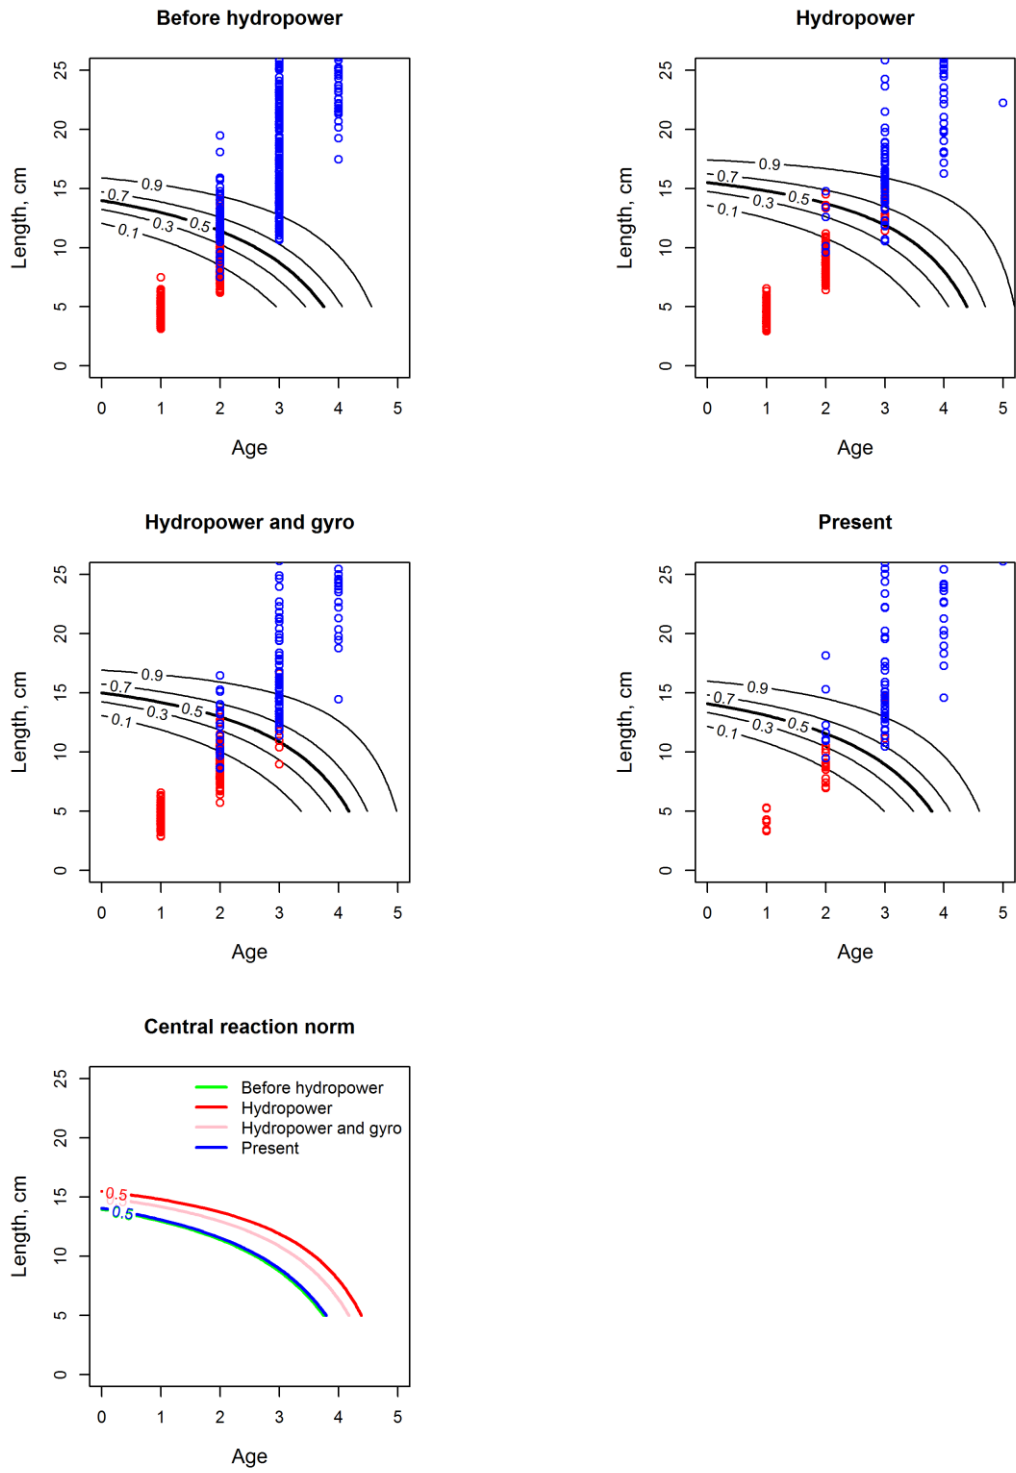 Before hydropower
25
20
15
10
5
0
Length, cm
0.9
0.7
0.5
0.3
0.1
0 1 2 3 4 5
Age
Hydropower
25
20
15
10
5
0
Length, cm
0.9
0.7
0.5
0.3
0.1
0 1 2 3 4 5
Age
Hydropower and gyro
25
20
15
10
5
0
Length, cm
0.9
0.7
0.5
0.3
0.1
0 1 2 3 4 5
Age
Present
25
20
15
10
5
0
Length, cm
0.9
0.7
0.5
0.3
0.1
0 1 2 3 4 5
Age
Central reaction norm
25
20
15
10
5
0
Length, cm
Before hydropower
Hydropower
Hydropower and gyro
Present
0.5
0.5
0 1 2 3 4 5
Age